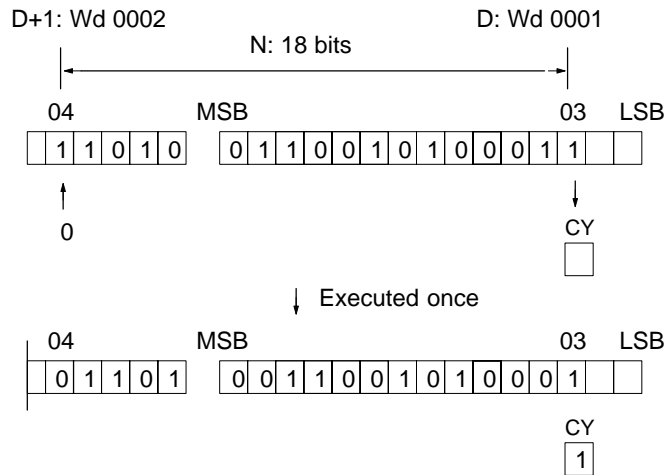 D+1: Wd 0002 D: Wd 0001
N: 18 bits
04 MSB 03 LSB
1 1 0 1 0 0 1 1 0 0 1 0 1 0 0 0 1 1
0 CY
Executed once
04 MSB 03 LSB
0 1 1 0 1 0 0 1 1 0 0 1 0 1 0 0 0 1
CY
1